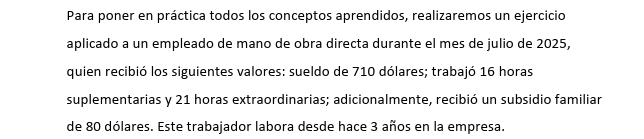 Para poner en práctica todos los conceptos aprendidos, realizaremos un ejercicio
aplicado a un empleado de mano de obra directa durante el mes de julio de 2025,
quien recibió los siguientes valores: sueldo de 710 dólares; trabajó 16 horas
suplementarias y 21 horas extraordinarias; adicionalmente, recibió un subsidio familiar
de 80 dólares. Este trabajador labora desde hace 3 años en la empresa.